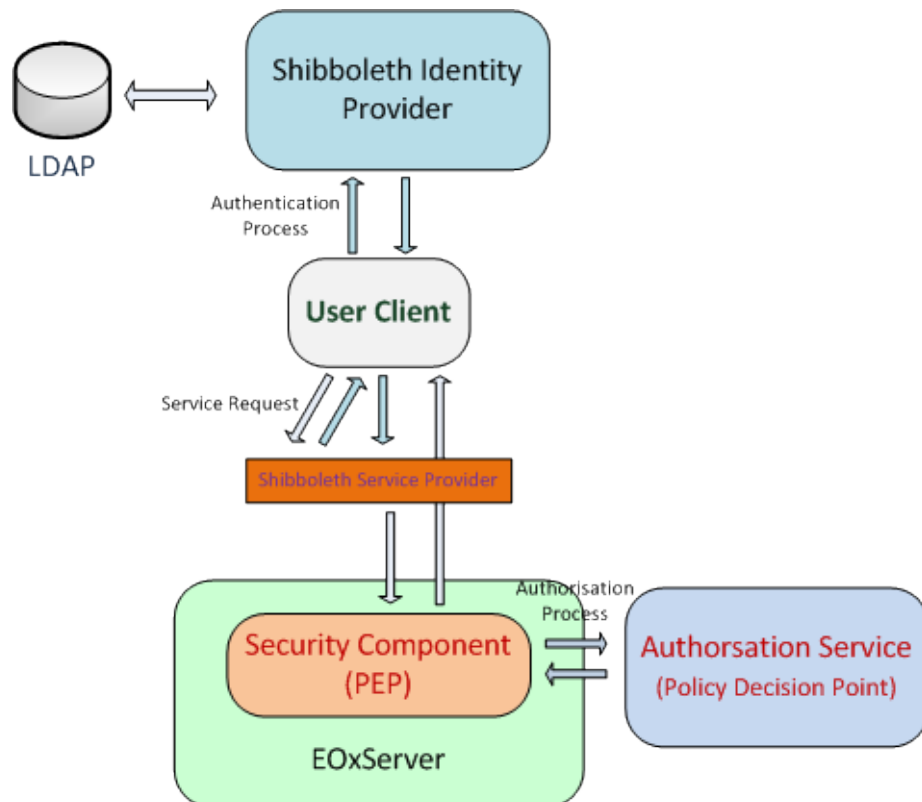 Shibboleth Identity
Provider
LDAP
Authentication
Process
User Client
Service Request
Shibboleth Service Provider
Authorisation
Process
Security Component
(PEP)
Authorsation Service
(Policy Decision Point)
EOxServer